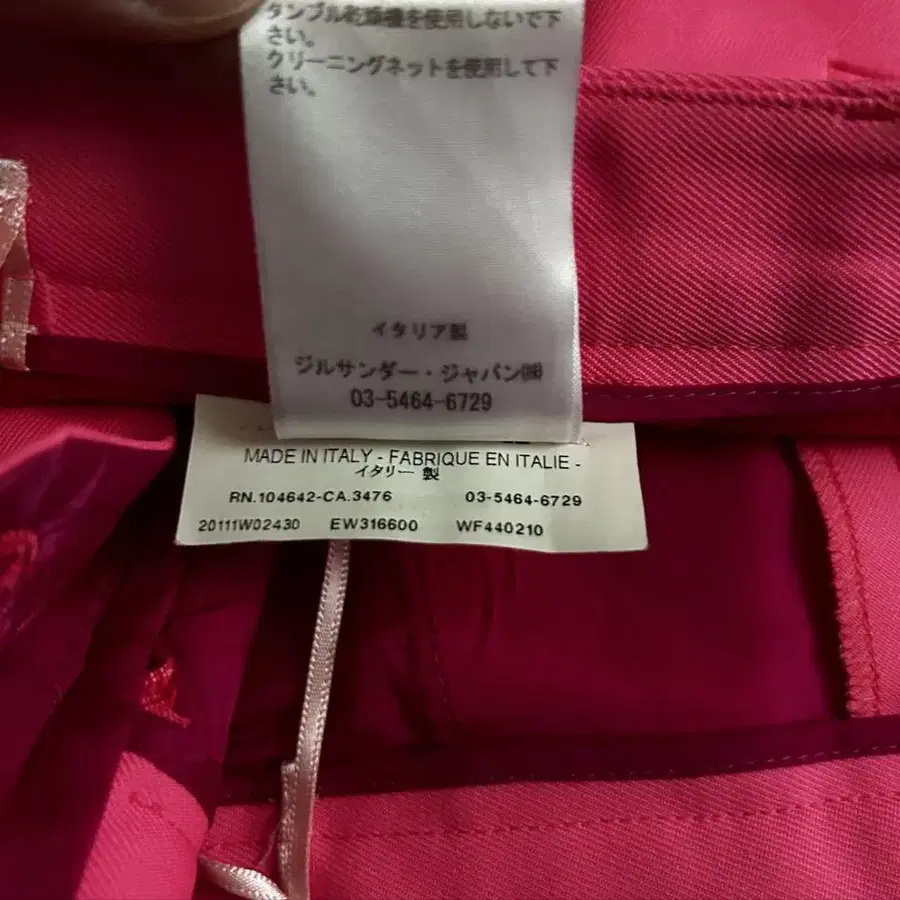 タンブル乾燥機を使用しないで下
さい。
クリーニングネットを使用して下
さい。
イタリア製
ジルサンダー・ジャパン㈱
03-5464-6729
MADE IN ITALY - FABRIQUE EN ITALIE -
イタリー 製
RN.104642-CA.3476 03-5464-6729
20111W02430 EW316600 WF440210